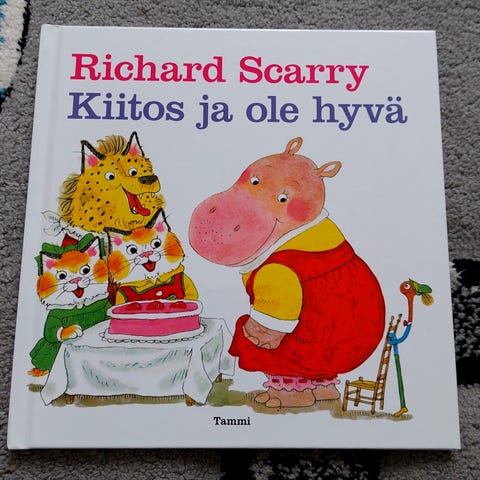 Richard Scarry
Kiitos ja ole hyvä
Tammi